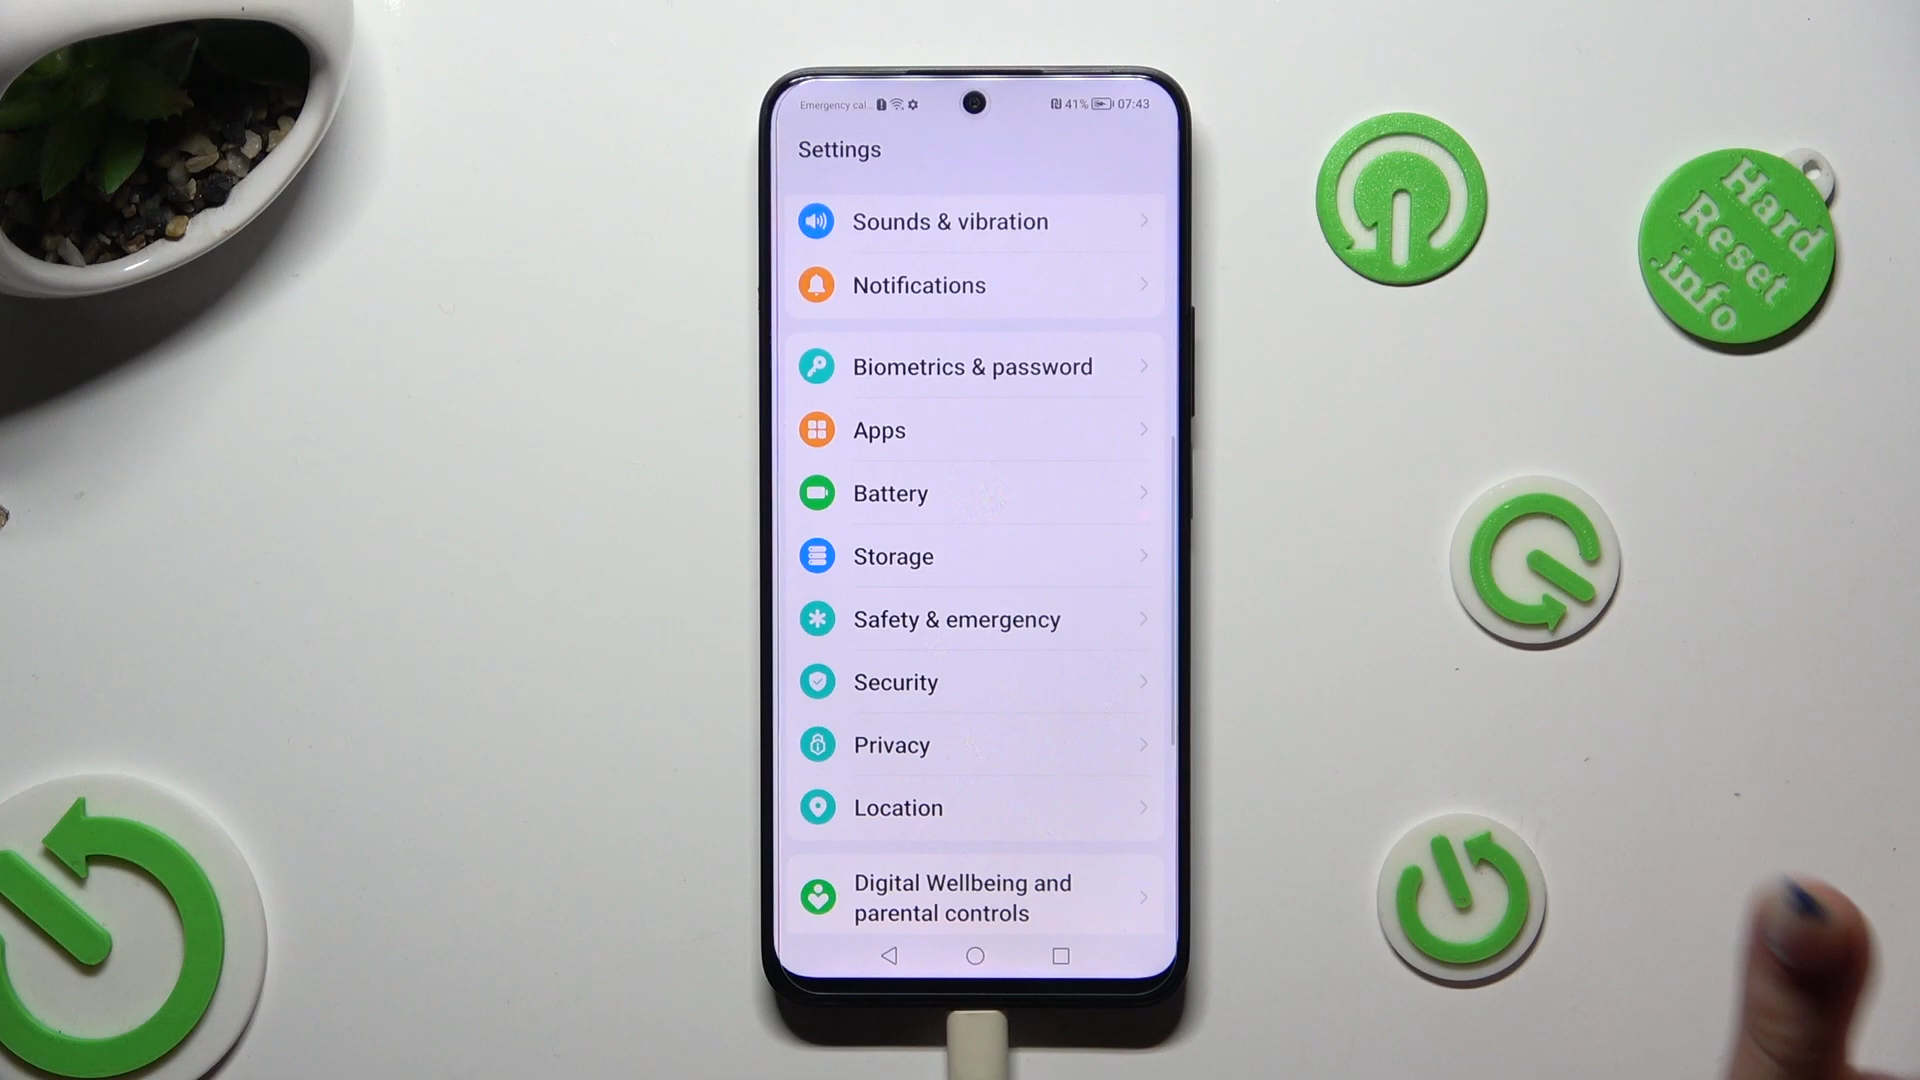 Emergency cal... 41% 07:43
Settings
Sounds & vibration
Notifications
Biometrics & password
Apps
Battery
Storage
Safety & emergency
Security
Privacy
Location
Digital Wellbeing and
parental controls
Hard
Reset
.info